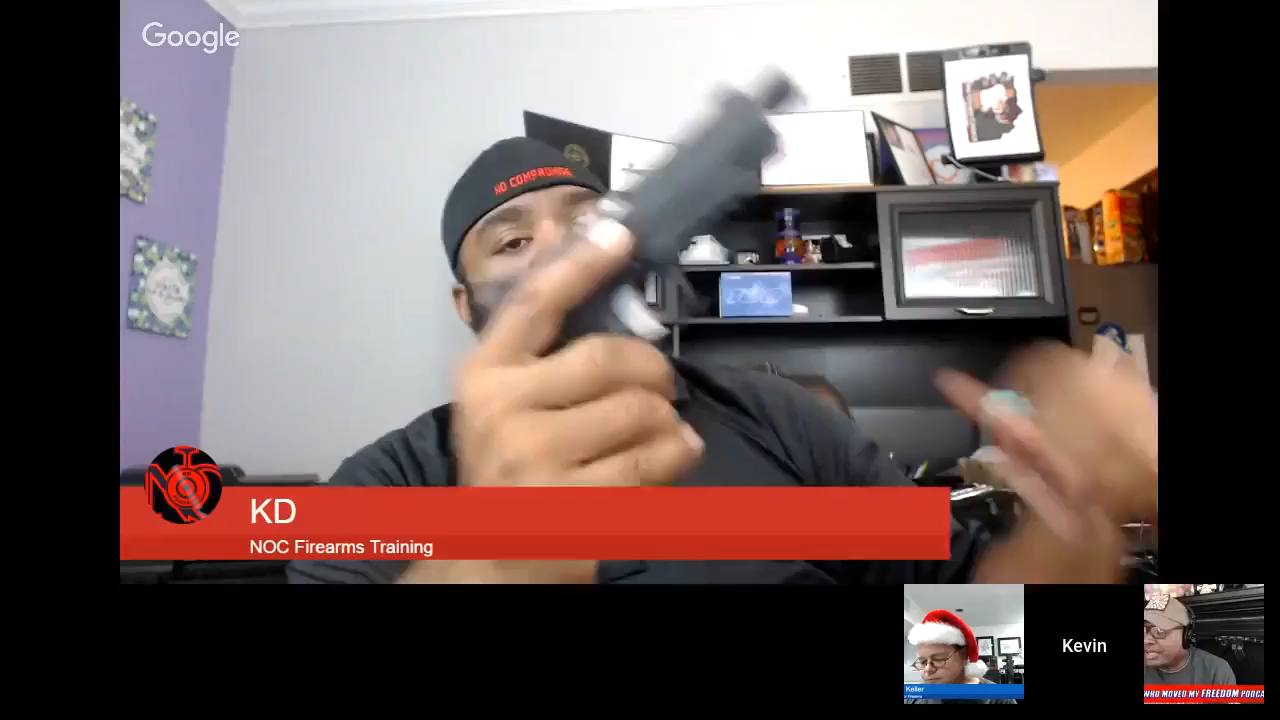 Google
NO COMPROMISE
KD
NOC Firearms Training
Kevin
Keller
WHO MOVED MY FREEDOM PODCA